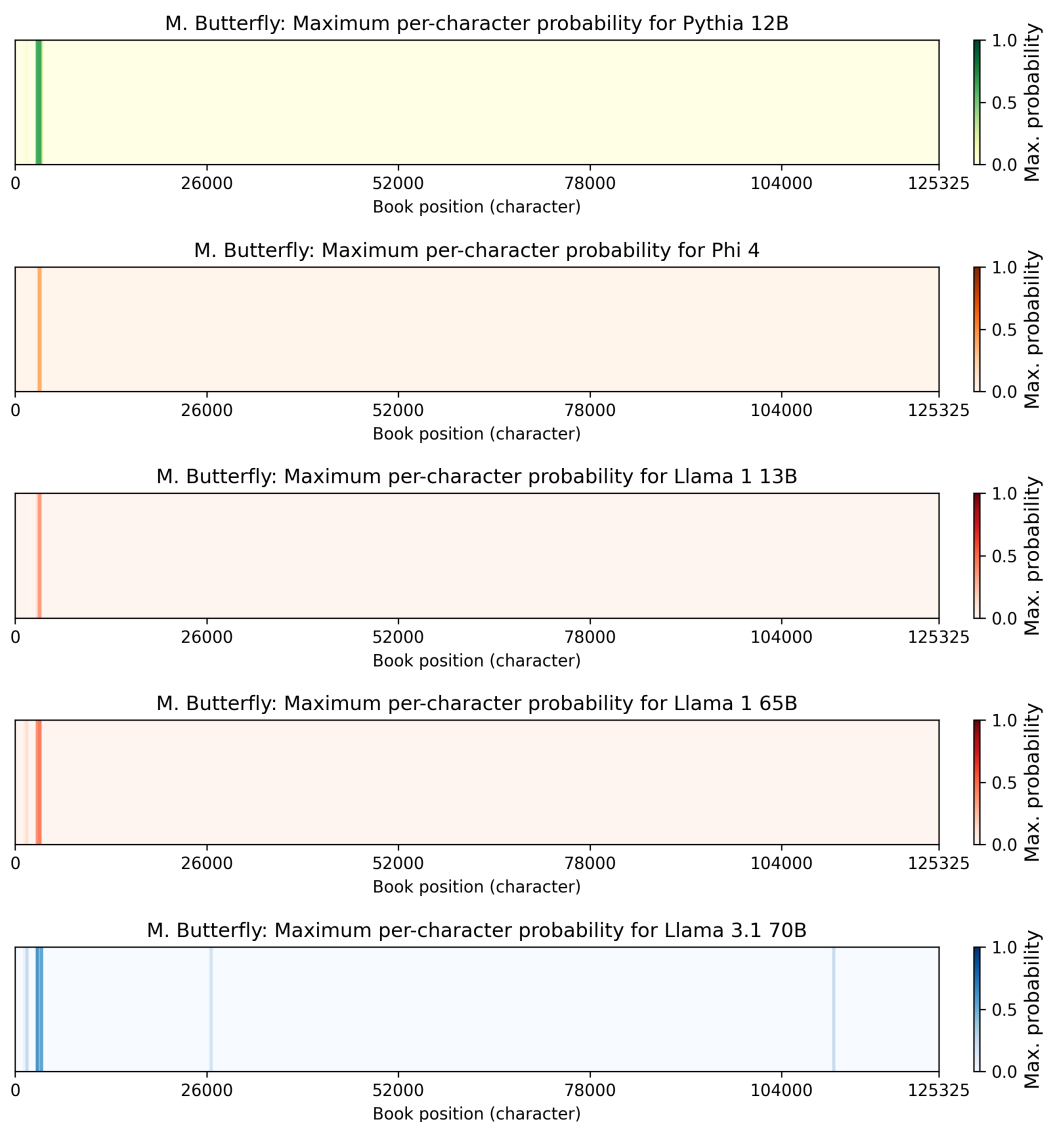 M. Butterfly: Maximum per-character probability for Pythia 12B
1.0
0.5
0.0
Max. probability
0 26000 52000 78000 104000 125325
Book position (character)
M. Butterfly: Maximum per-character probability for Phi 4
1.0
0.5
0.0
Max. probability
0 26000 52000 78000 104000 125325
Book position (character)
M. Butterfly: Maximum per-character probability for Llama 1 13B
1.0
0.5
0.0
Max. probability
0 26000 52000 78000 104000 125325
Book position (character)
M. Butterfly: Maximum per-character probability for Llama 1 65B
1.0
0.5
0.0
Max. probability
0 26000 52000 78000 104000 125325
Book position (character)
M. Butterfly: Maximum per-character probability for Llama 3.1 70B
1.0
0.5
0.0
Max. probability
0 26000 52000 78000 104000 125325
Book position (character)